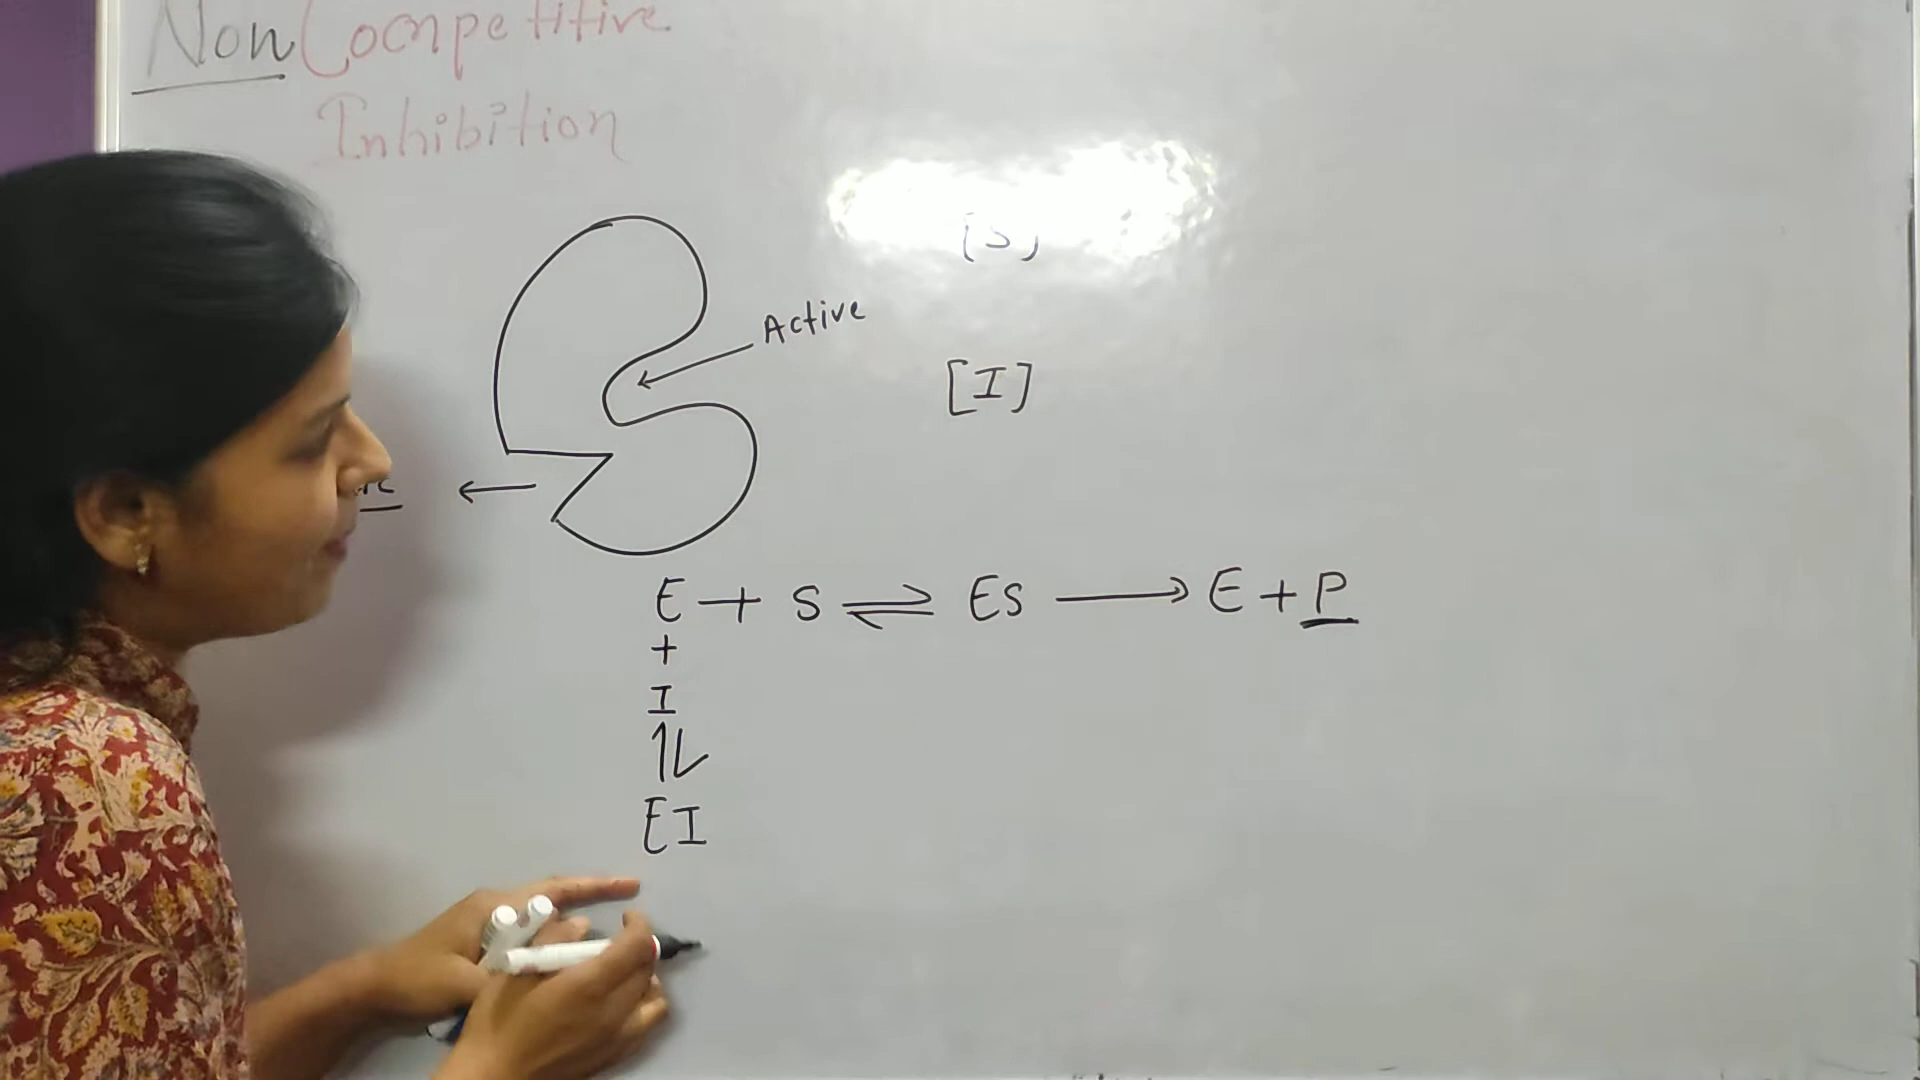 Non Competitive
Inhibition
[S]
Active
[I]
E + S ⇌ ES ⟶ E + P
+
I
⥮
EI